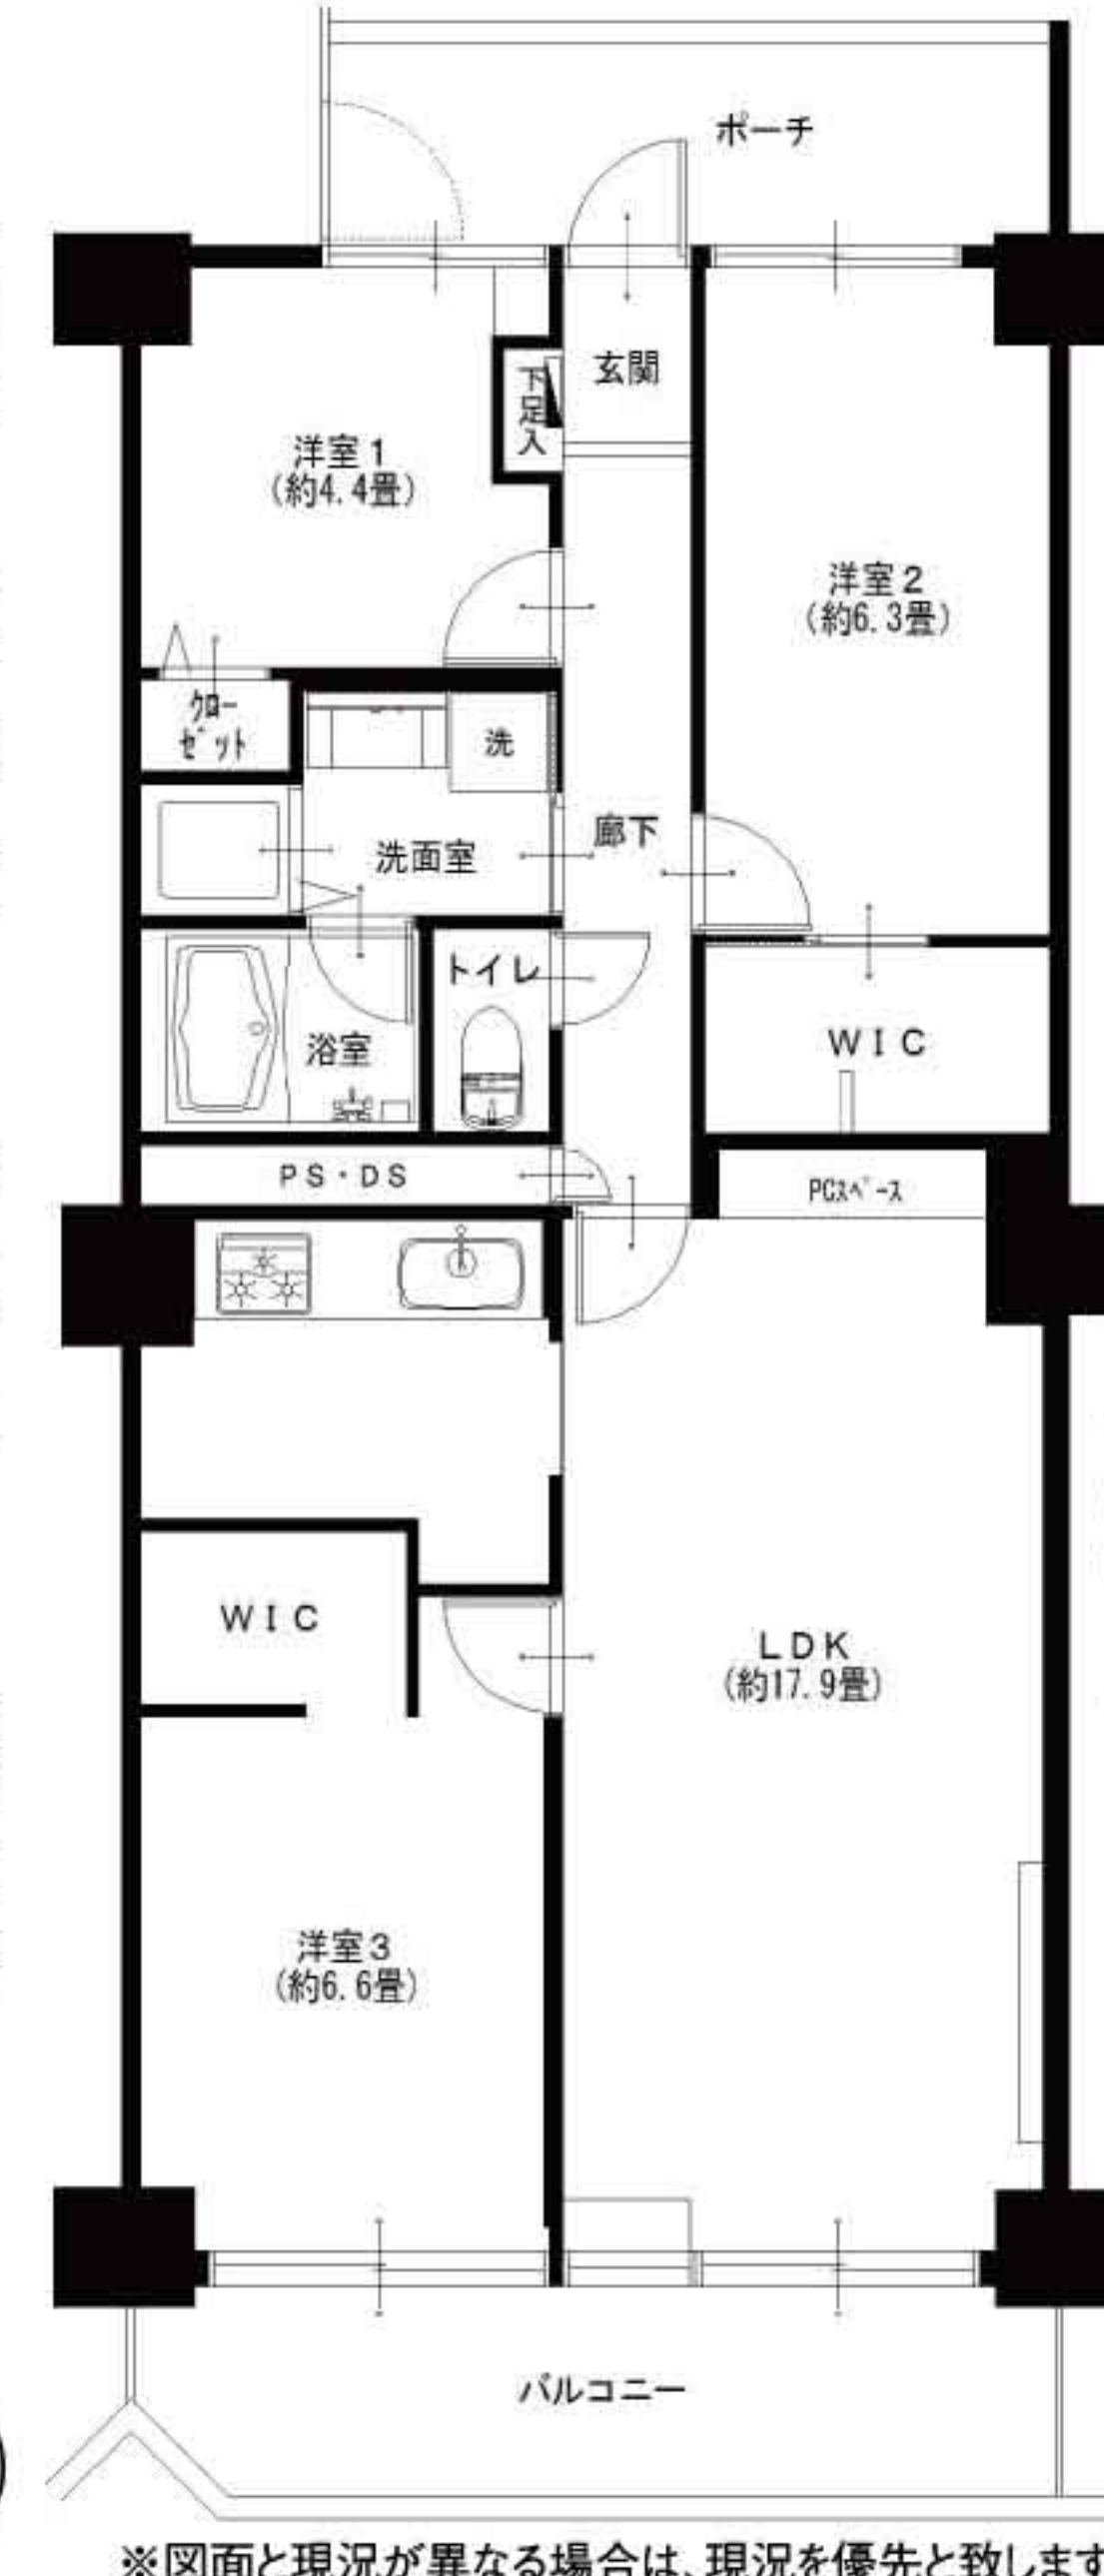 ポーチ
玄関
下足入
洋室1
(約4.4畳)
洋室2
(約6.3畳)
クロー
ゼット
洗
洗面室
廊下
トイレ
浴室
WIC
PS・DS
PCスペース
WIC
LDK
(約17.9畳)
洋室3
(約6.6畳)
バルコニー
※図面と現況が異なる場合は、現況を優先と致します